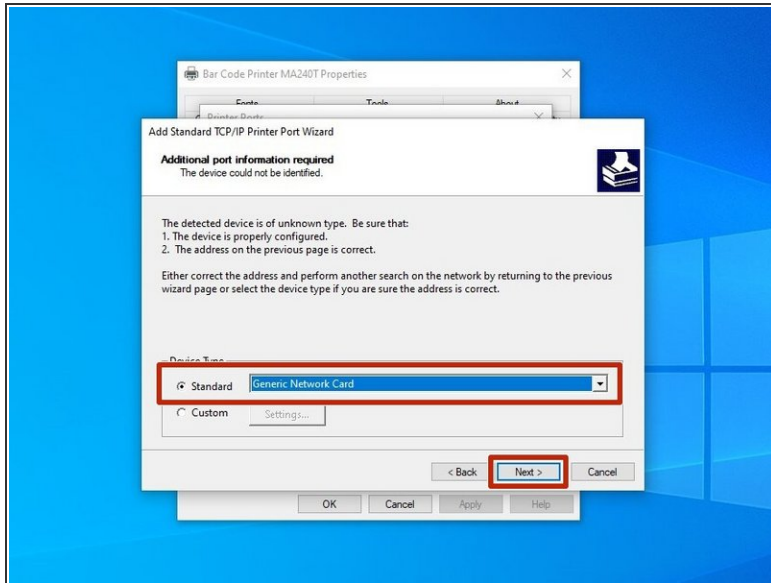 Bar Code Printer MA240T Properties
Fonts Tools About
Printer Ports
Add Standard TCP/IP Printer Port Wizard
Additional port information required
The device could not be identified.
The detected device is of unknown type. Be sure that:
1. The device is properly configured.
2. The address on the previous page is correct.
Either correct the address and perform another search on the network by returning to the previous
wizard page or select the device type if you are sure the address is correct.
Device Type
Standard Generic Network Card
Custom Settings...
< Back Next > Cancel
OK Cancel Apply Help